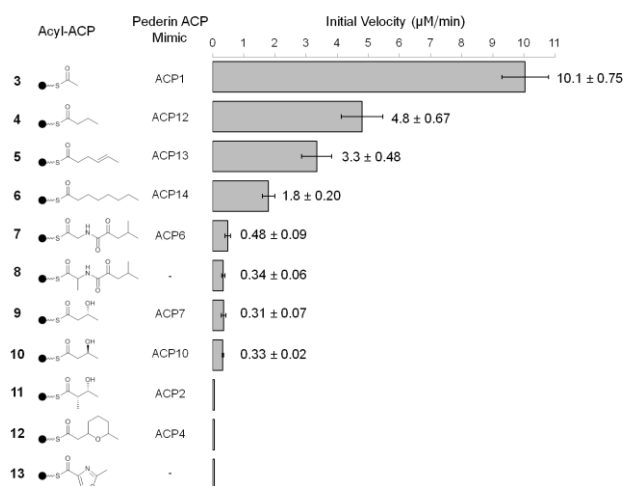 Acyl-ACP
Pederin ACP
Mimic
Initial Velocity (µM/min)
0 1 2 3 4 5 6 7 8 9 10 11
3 S O ACP1 10.1 ± 0.75
4 S O ACP12 4.8 ± 0.67
5 S O ACP13 3.3 ± 0.48
6 S O ACP14 1.8 ± 0.20
7 S O H N O O ACP6 0.48 ± 0.09
8 S O H N O O - 0.34 ± 0.06
9 S O OH ACP7 0.31 ± 0.07
10 S O OH ACP10 0.33 ± 0.02
11 S O OH ACP2
12 S O O ACP4
13 S O N -